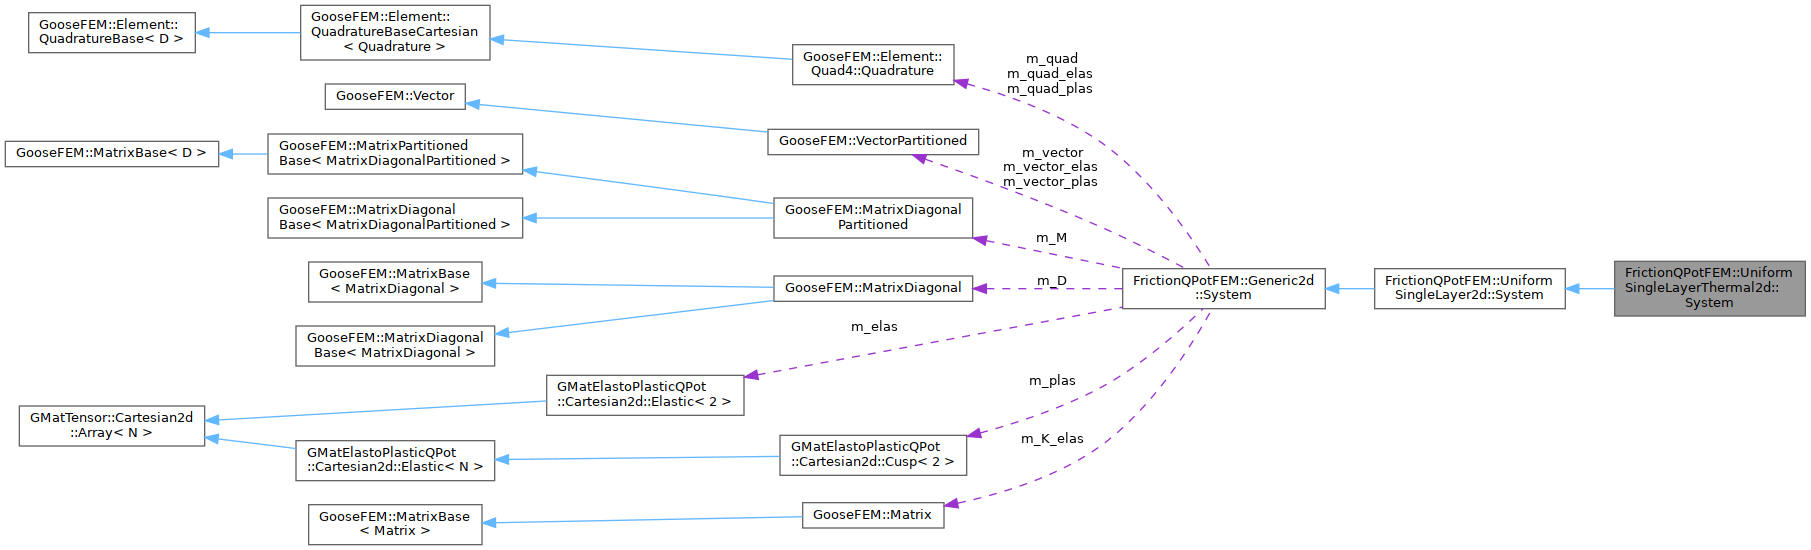 GooseFEM::Element::
QuadratureBase< D >
GooseFEM::Element::
QuadratureBaseCartesian
< Quadrature >
GooseFEM::Element::
Quad4::Quadrature
m_quad
m_quad_elas
m_quad_plas
GooseFEM::Vector
GooseFEM::VectorPartitioned
m_vector
m_vector_elas
m_vector_plas
GooseFEM::MatrixBase< D >
GooseFEM::MatrixPartitioned
Base< MatrixDiagonalPartitioned >
GooseFEM::MatrixDiagonal
Base< MatrixDiagonalPartitioned >
GooseFEM::MatrixDiagonal
Partitioned
m_M
GooseFEM::MatrixBase
< MatrixDiagonal >
GooseFEM::MatrixDiagonal
m_D
FrictionQPotFEM::Generic2d
::System
FrictionQPotFEM::Uniform
SingleLayer2d::System
FrictionQPotFEM::Uniform
SingleLayerThermal2d::
System
GooseFEM::MatrixDiagonal
Base< MatrixDiagonal >
m_elas
GMatElastoPlasticQPot
::Cartesian2d::Elastic< 2 >
m_plas
GMatTensor::Cartesian2d
::Array< N >
GMatElastoPlasticQPot
::Cartesian2d::Elastic< N >
GMatElastoPlasticQPot
::Cartesian2d::Cusp< 2 >
m_K_elas
GooseFEM::MatrixBase
< Matrix >
GooseFEM::Matrix